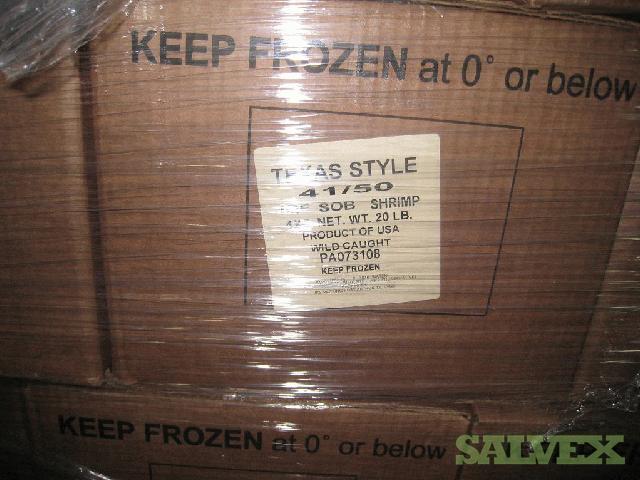 KEEP FROZEN at 0° or below
TEXAS STYLE
41/50
SOB SHRIMP
NET. WT. 20 LB.
PRODUCT OF USA
WILD CAUGHT
PA073108
KEEP FROZEN
KEEP FROZEN at 0° or below
SALVEX